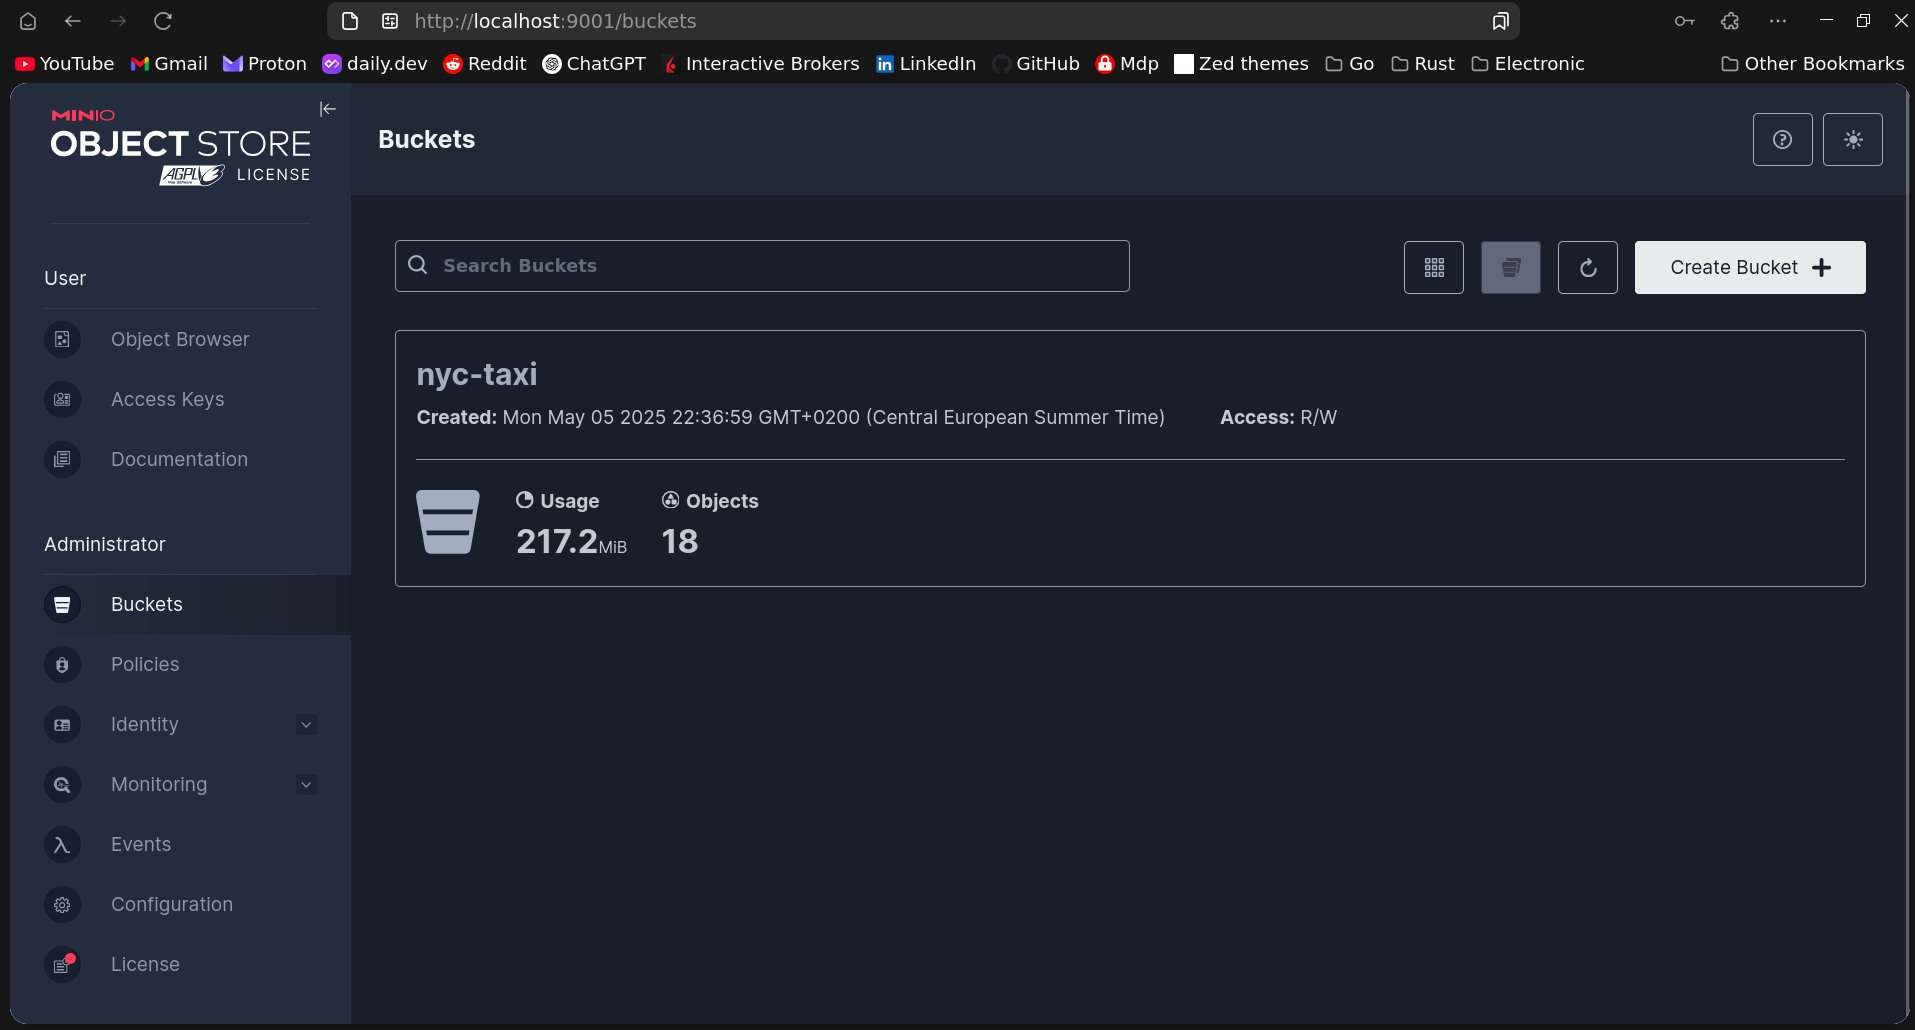 http://localhost:9001/buckets
YouTube Gmail Proton daily.dev Reddit ChatGPT Interactive Brokers LinkedIn GitHub Mdp Zed themes Go Rust Electronic Other Bookmarks
MINIO
OBJECT STORE
AGPL LICENSE
Buckets
User
Object Browser
Access Keys
Documentation
Administrator
Buckets
Policies
Identity
Monitoring
Events
Configuration
License
Search Buckets
Create Bucket
nyc-taxi
Created: Mon May 05 2025 22:36:59 GMT+0200 (Central European Summer Time) Access: R/W
Usage Objects
217.2MiB 18